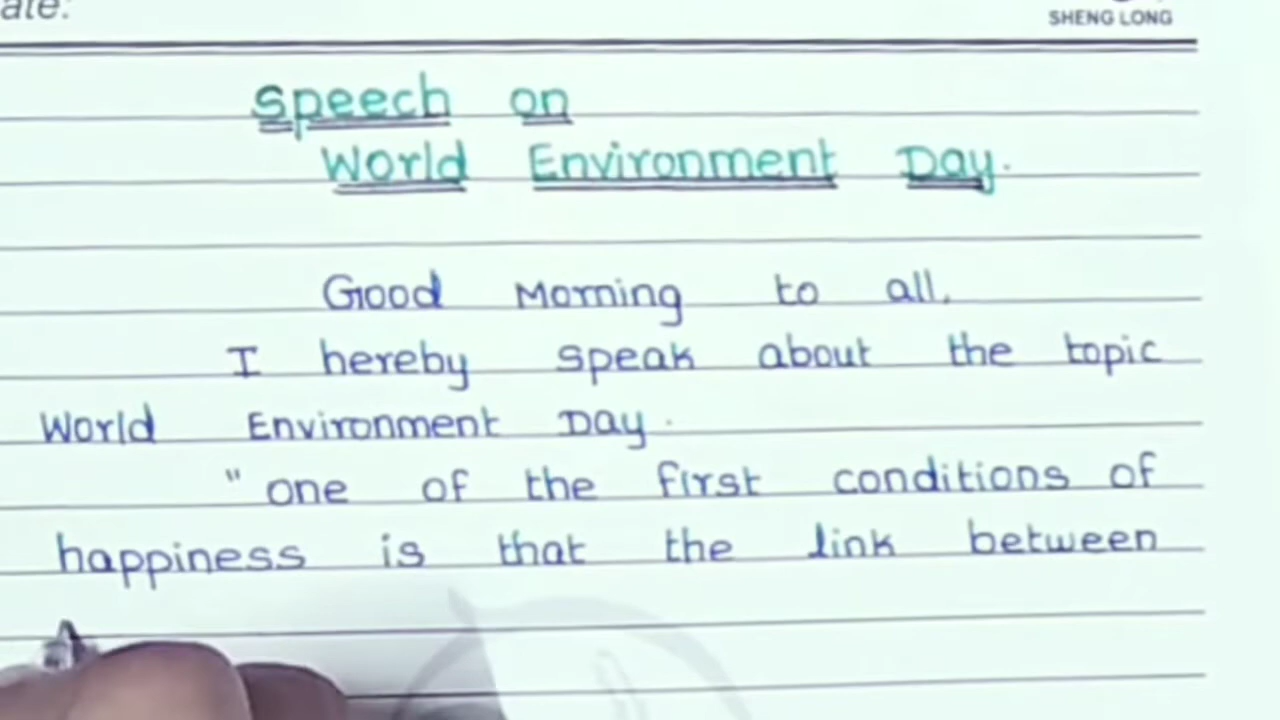 ate:
SHENG LONG
Speech on
World Environment Day.
Good Morning to all.
I hereby speak about the topic
World Environment Day.
" one of the first conditions of
happiness is that the link between